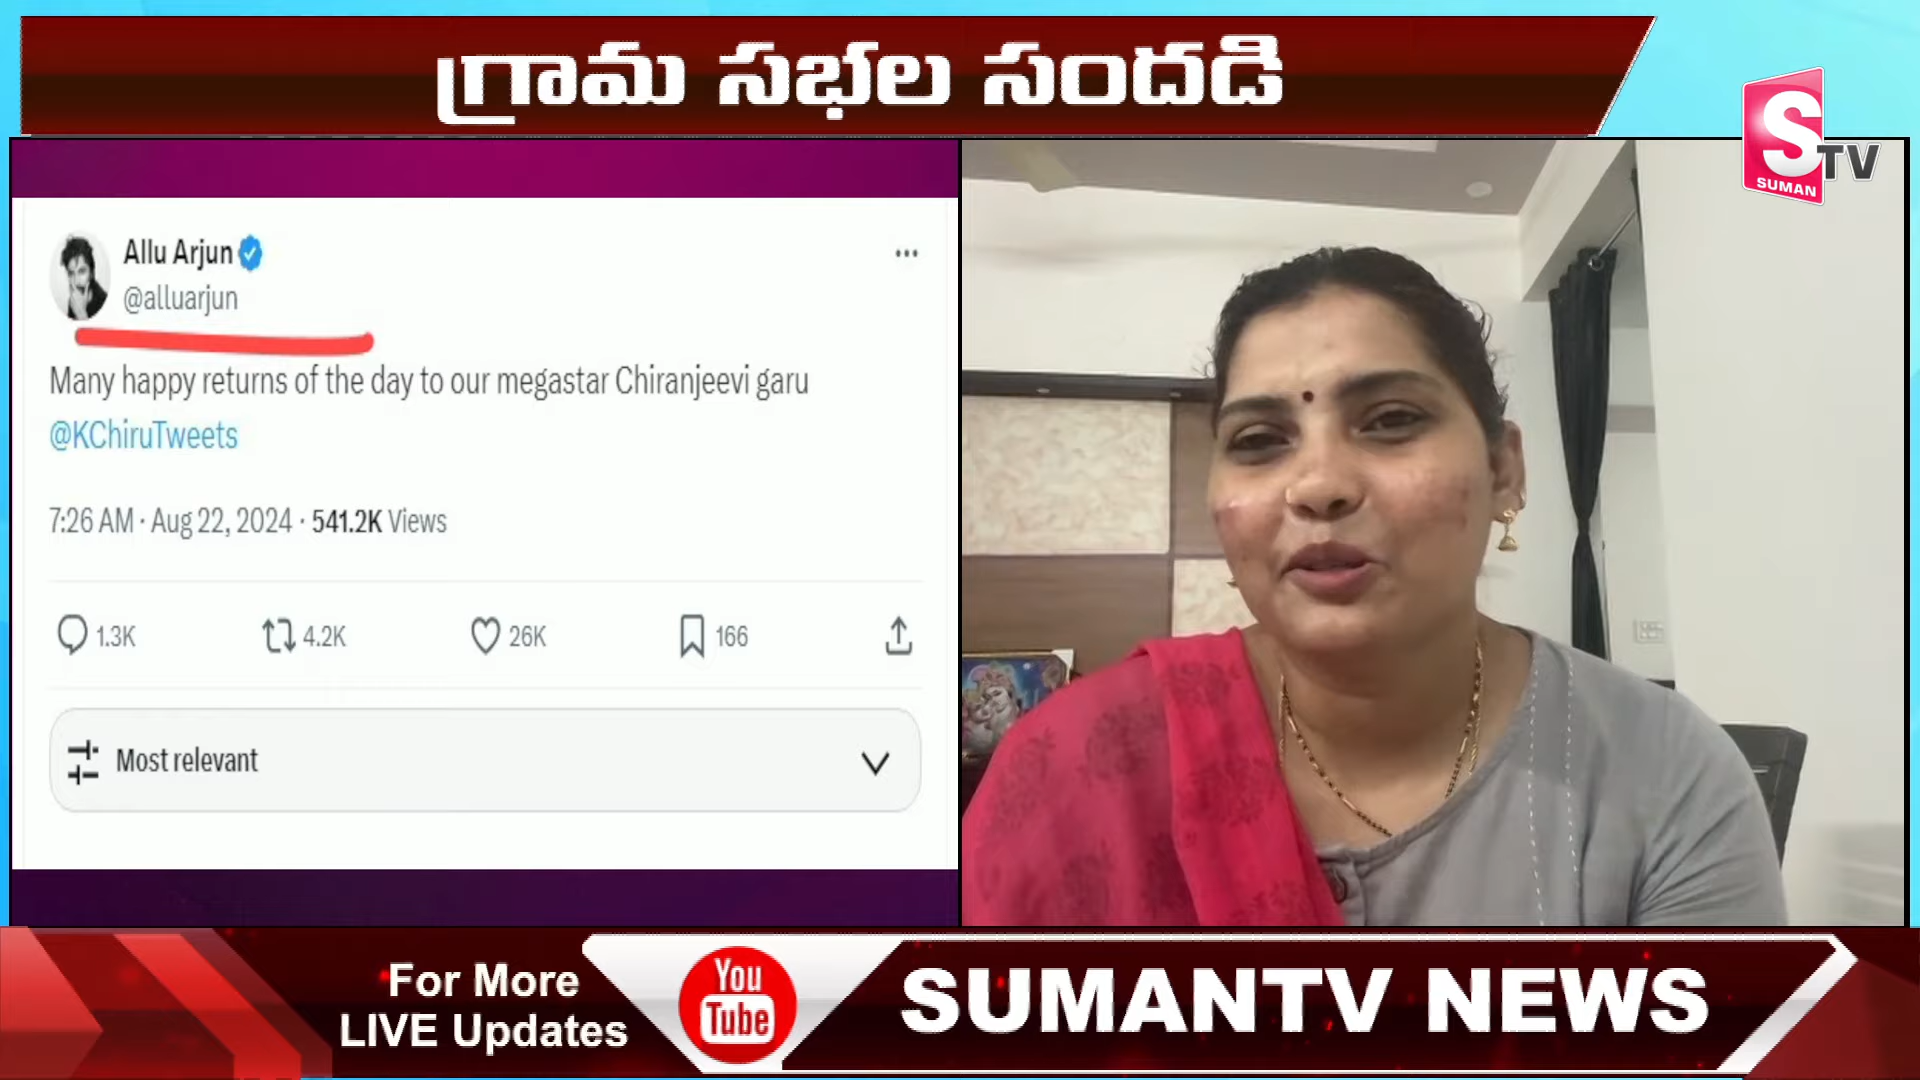 గ్రామ సభల సందడి
S
SUMAN
TV
Allu Arjun
@alluarjun
Many happy returns of the day to our megastar Chiranjeevi garu
@KChiruTweets
7:26 AM · Aug 22, 2024 · 541.2K Views
1.3K 4.2K 26K 166
Most relevant
For More
LIVE Updates
You
Tube
SUMANTV NEWS